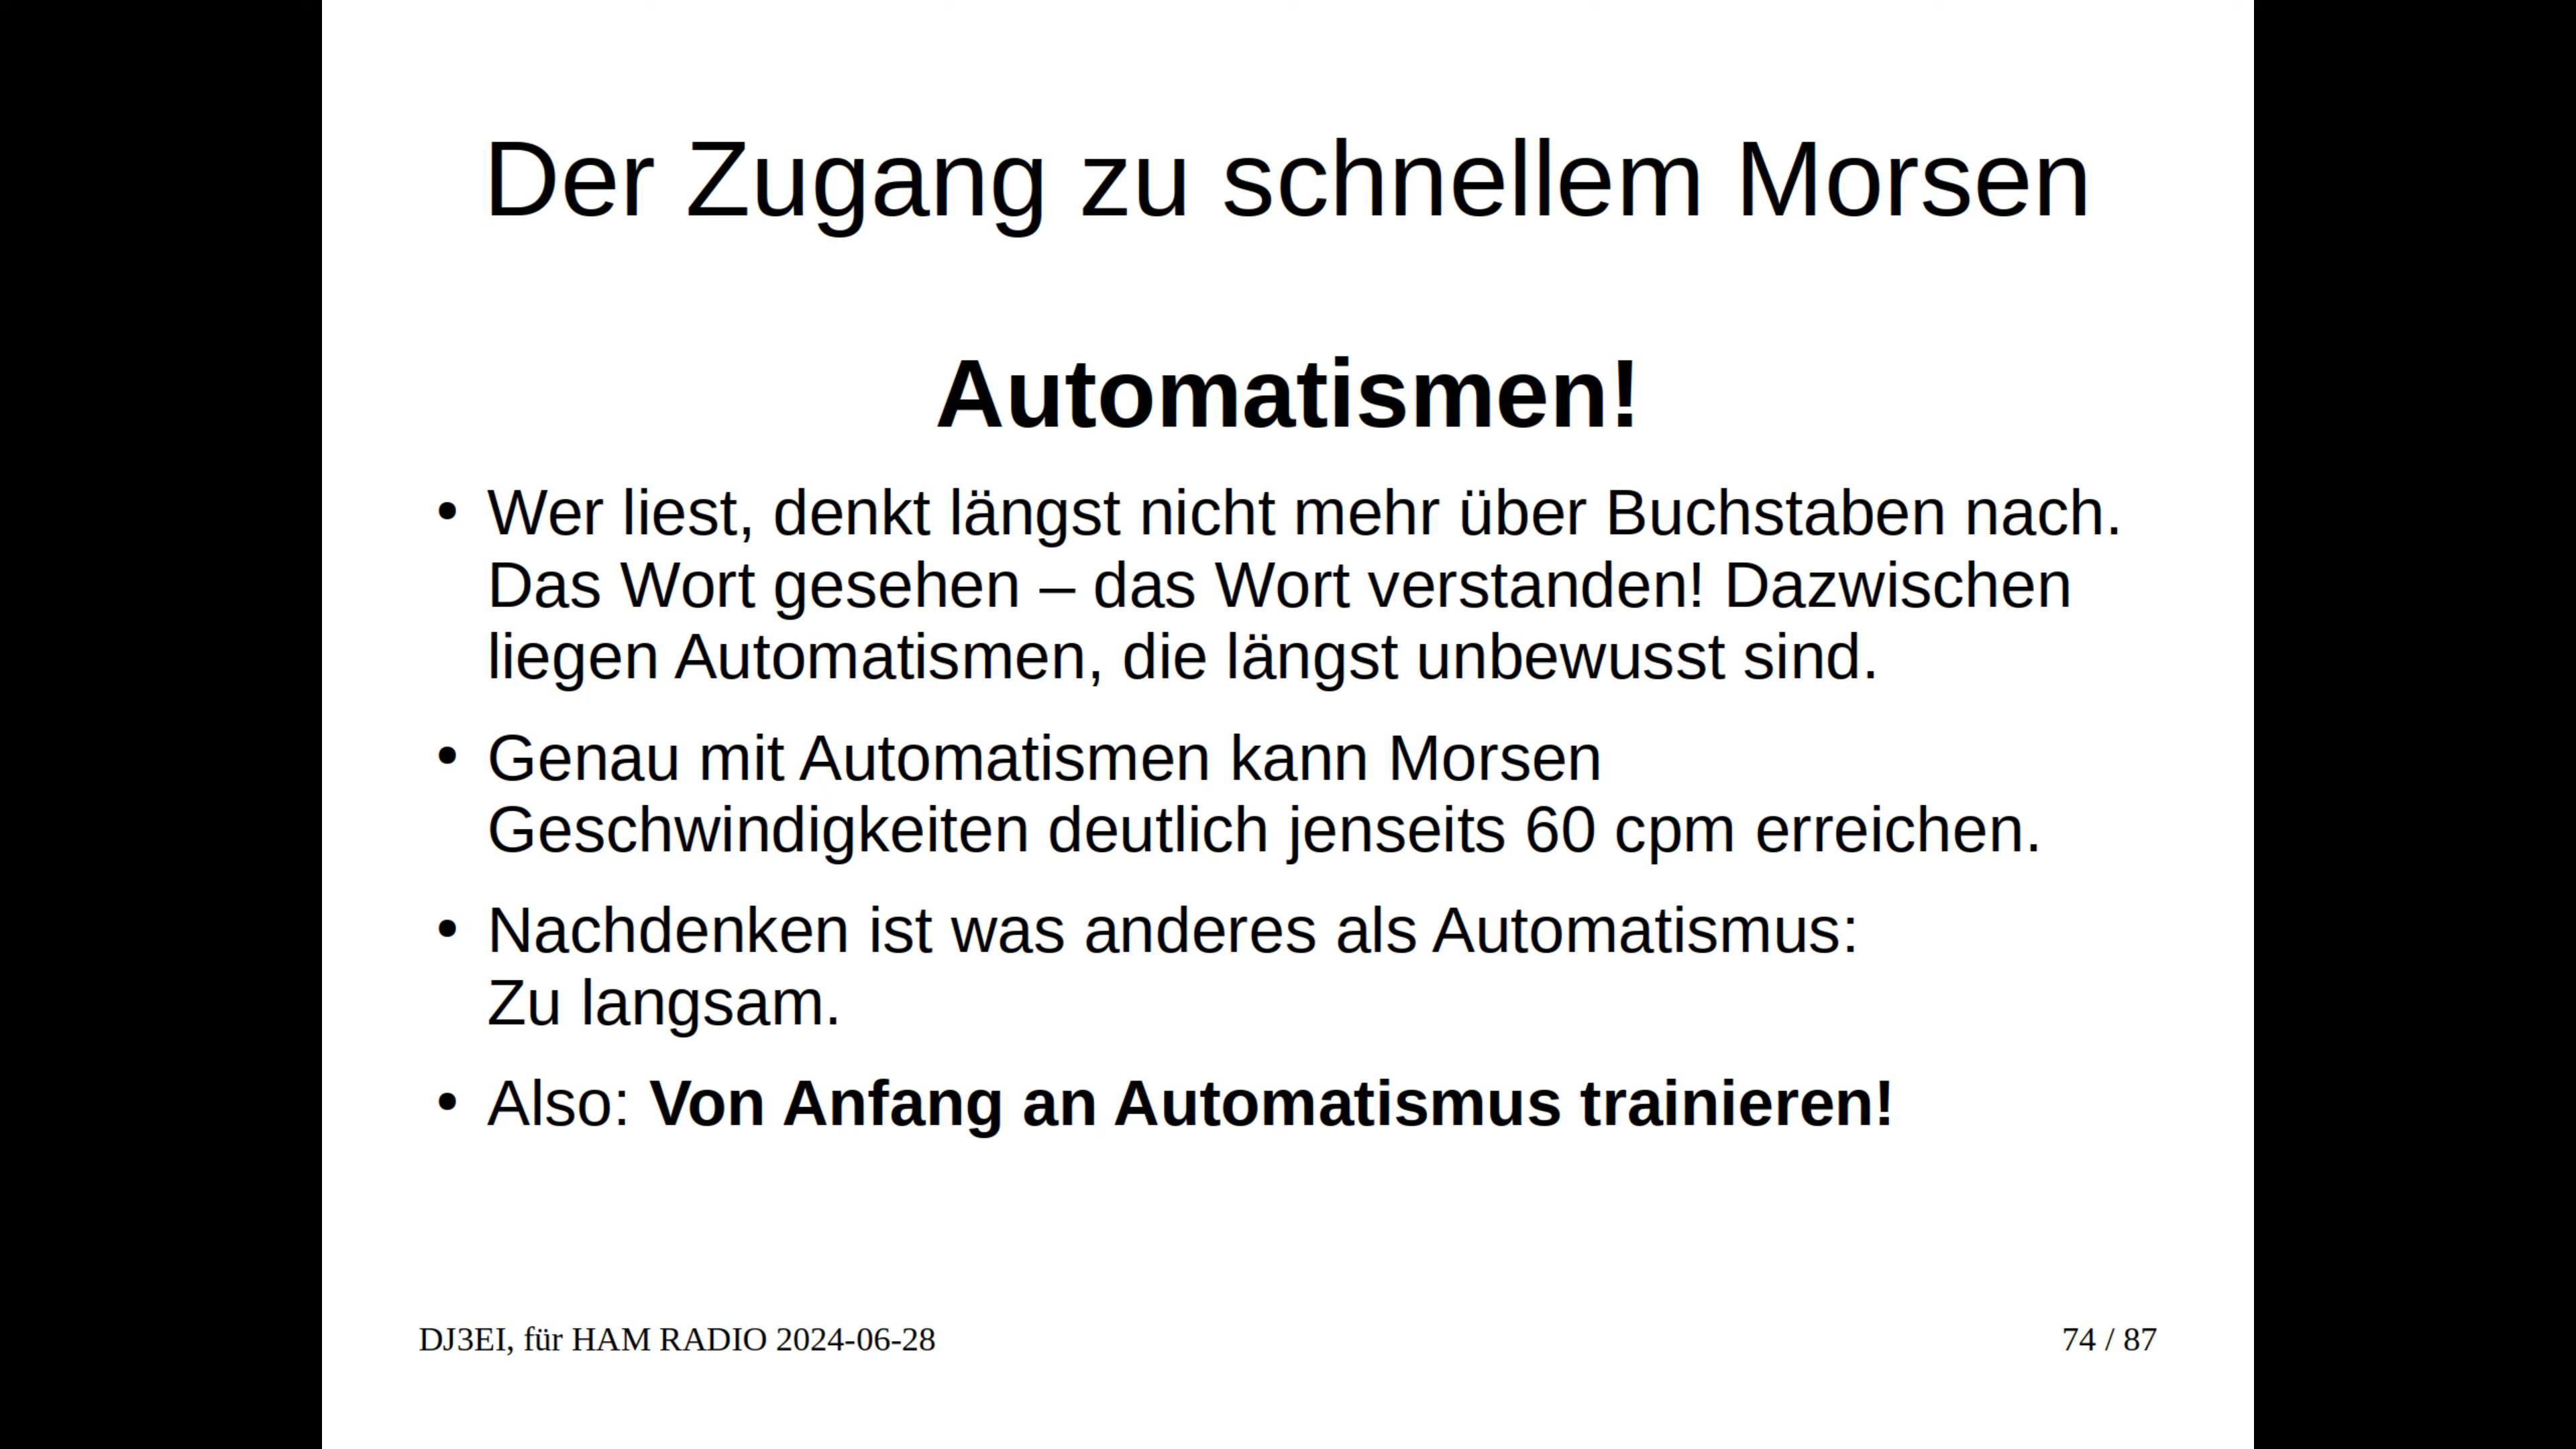 Der Zugang zu schnellem Morsen
Automatismen!
• Wer liest, denkt längst nicht mehr über Buchstaben nach.
Das Wort gesehen – das Wort verstanden! Dazwischen
liegen Automatismen, die längst unbewusst sind.
• Genau mit Automatismen kann Morsen
Geschwindigkeiten deutlich jenseits 60 cpm erreichen.
• Nachdenken ist was anderes als Automatismus:
Zu langsam.
• Also: Von Anfang an Automatismus trainieren!
DJ3EI, für HAM RADIO 2024-06-28
74 / 87